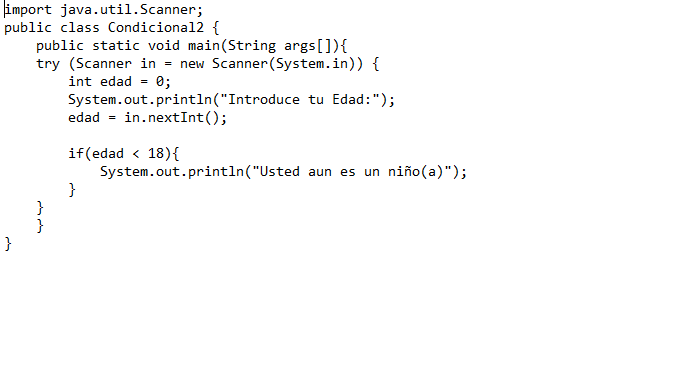 import java.util.Scanner;
public class Condicional2 {
    public static void main(String args[]){
    try (Scanner in = new Scanner(System.in)) {
        int edad = 0;
        System.out.println("Introduce tu Edad:");
        edad = in.nextInt();

        if(edad < 18){
            System.out.println("Usted aun es un niño(a)");
        }
    }
    }
}